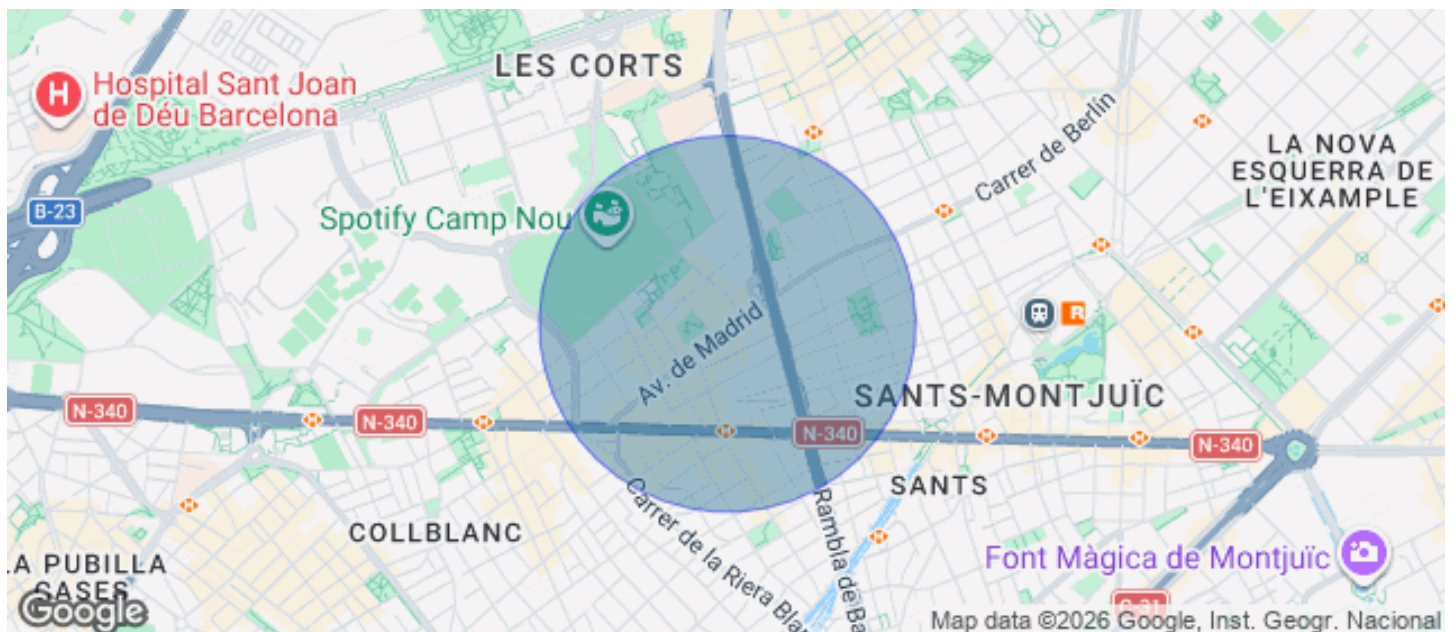 LES CORTS
Hospital Sant Joan
de Déu Barcelona
H
Carrer de Berlín
LA NOVA
ESQUERRA DE
L'EIXAMPLE
B-23
Spotify Camp Nou
R
Av. de Madrid
SANTS-MONTJUÏC
N-340
N-340
N-340
N-340
SANTS
COLLBLANC
Carrer de la Riera Bla
Rambla de Ba
LA PUBILLA
CASES
Font Màgica de Montjuïc
C-31
Google
Map data ©2026 Google, Inst. Geogr. Nacional